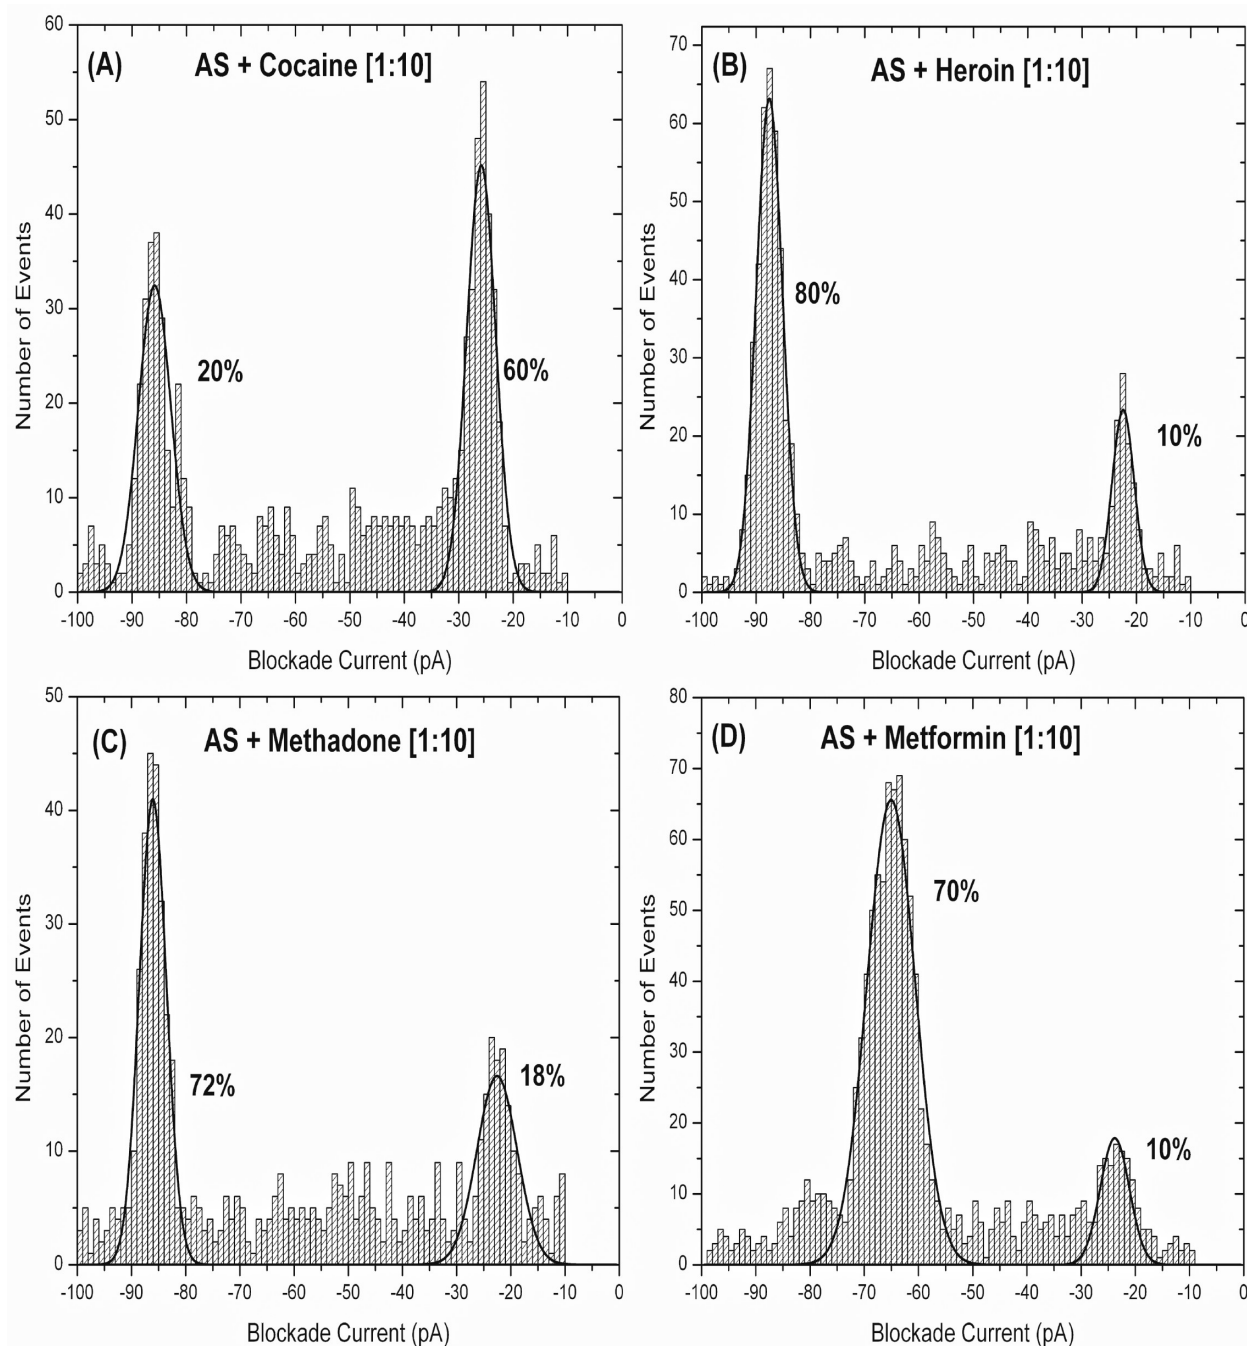 (A)
AS + Cocaine [1:10]
60
50
40
30
20
10
0
Number of Events
20%
60%
-100 -90 -80 -70 -60 -50 -40 -30 -20 -10 0
Blockade Current (pA)
(B)
AS + Heroin [1:10]
70
60
50
40
30
20
10
0
Number of Events
80%
10%
-100 -90 -80 -70 -60 -50 -40 -30 -20 -10 0
Blockade Current (pA)
(C)
AS + Methadone [1:10]
50
40
30
20
10
0
Number of Events
72%
18%
-100 -90 -80 -70 -60 -50 -40 -30 -20 -10 0
Blockade Current (pA)
(D)
AS + Metformin [1:10]
80
70
60
50
40
30
20
10
0
Number of Events
70%
10%
-100 -90 -80 -70 -60 -50 -40 -30 -20 -10 0
Blockade Current (pA)